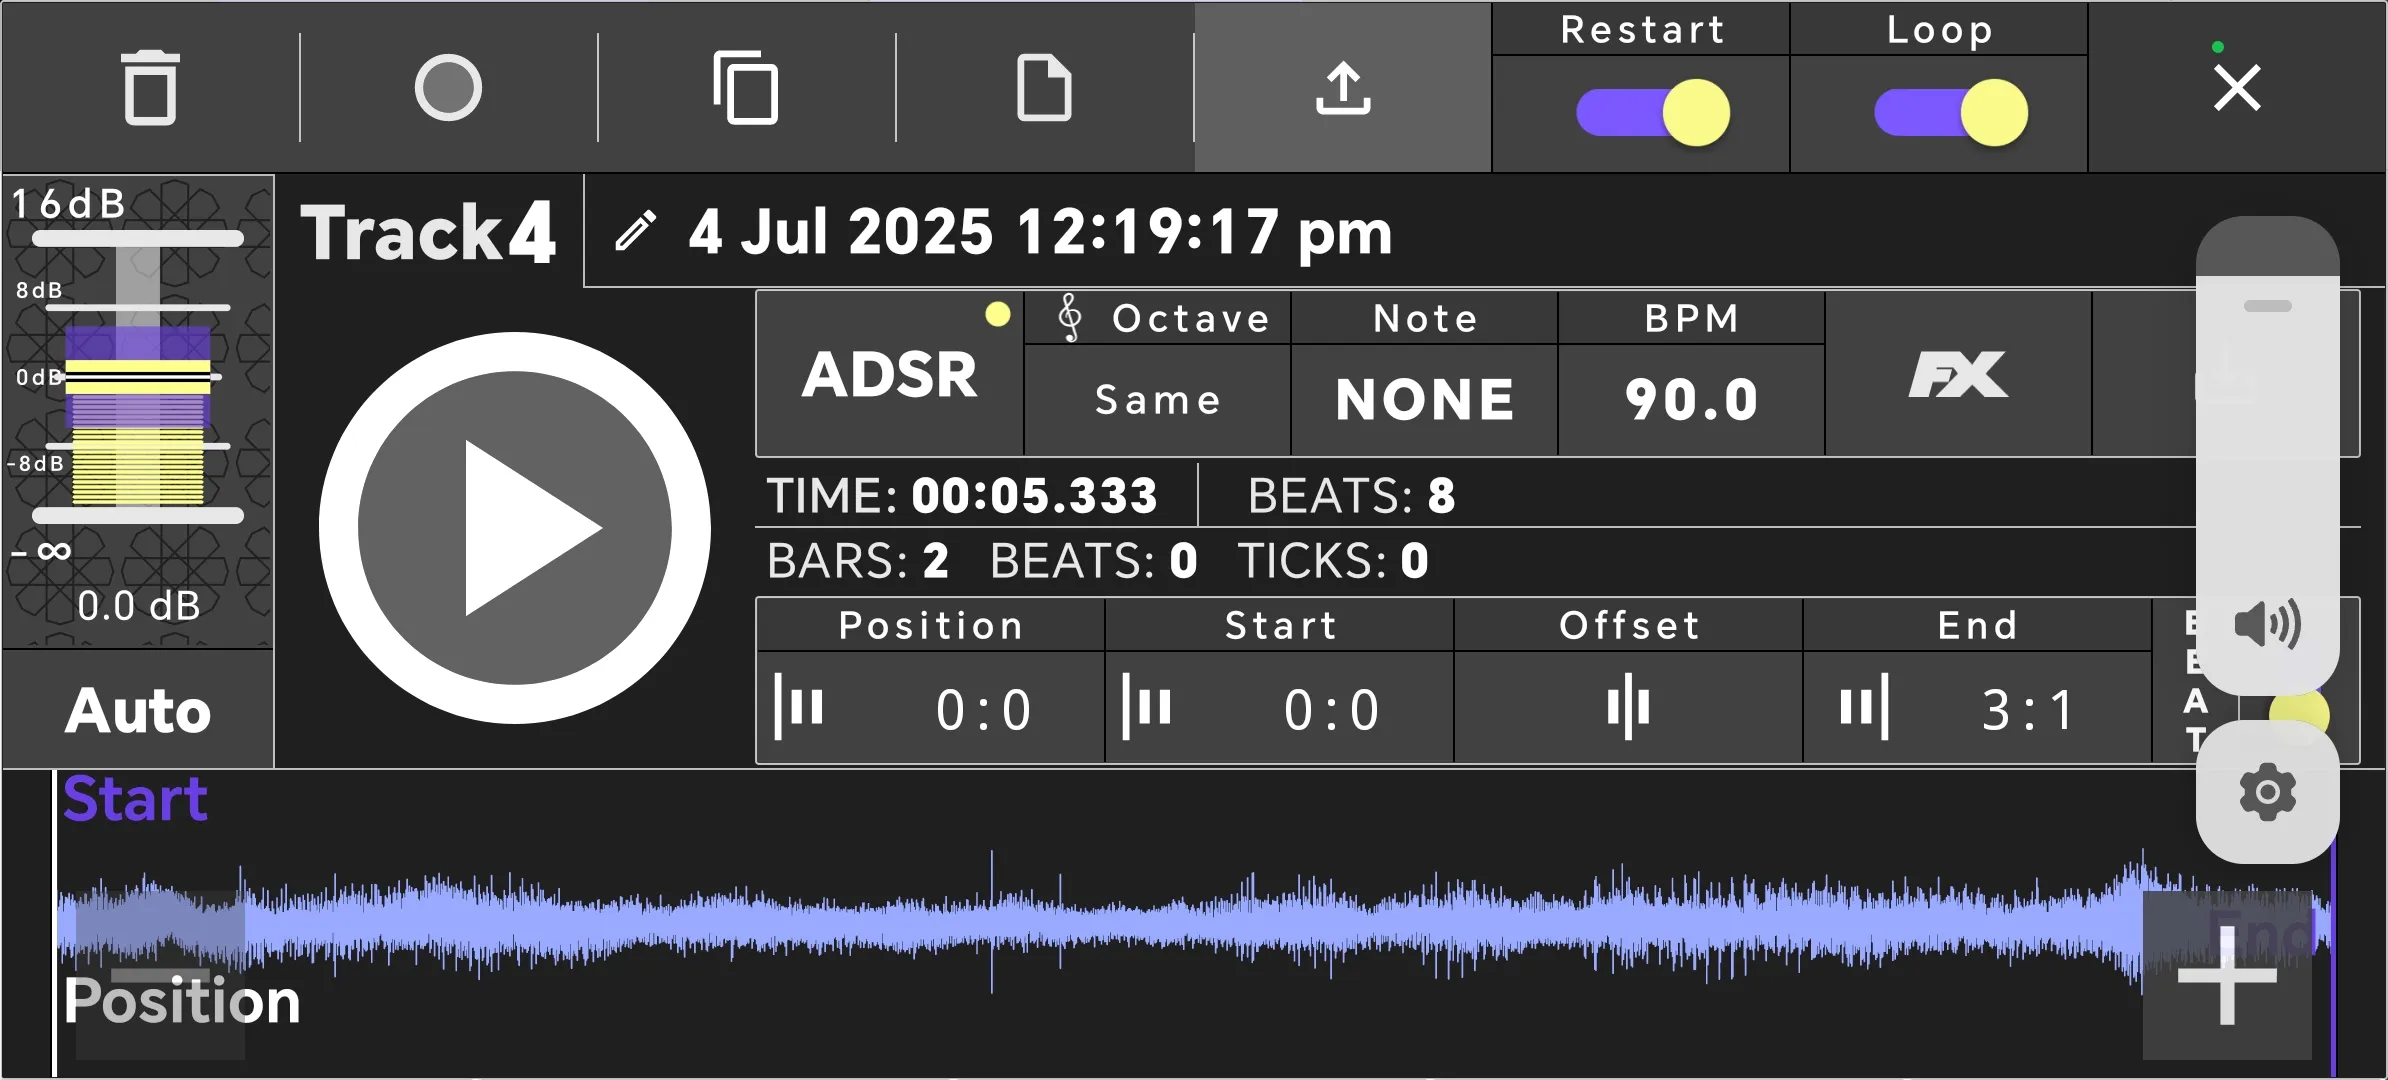 Restart
Loop
16dB
8dB
0dB
-8dB
-∞
0.0 dB
Auto
Track4
4 Jul 2025 12:19:17 pm
ADSR
Octave
Same
Note
NONE
BPM
90.0
FX
TIME: 00:05.333
BEATS: 8
BARS: 2 BEATS: 0 TICKS: 0
Position
0:0
Start
0:0
Offset
End
3:1
BEAT
Start
Position
End